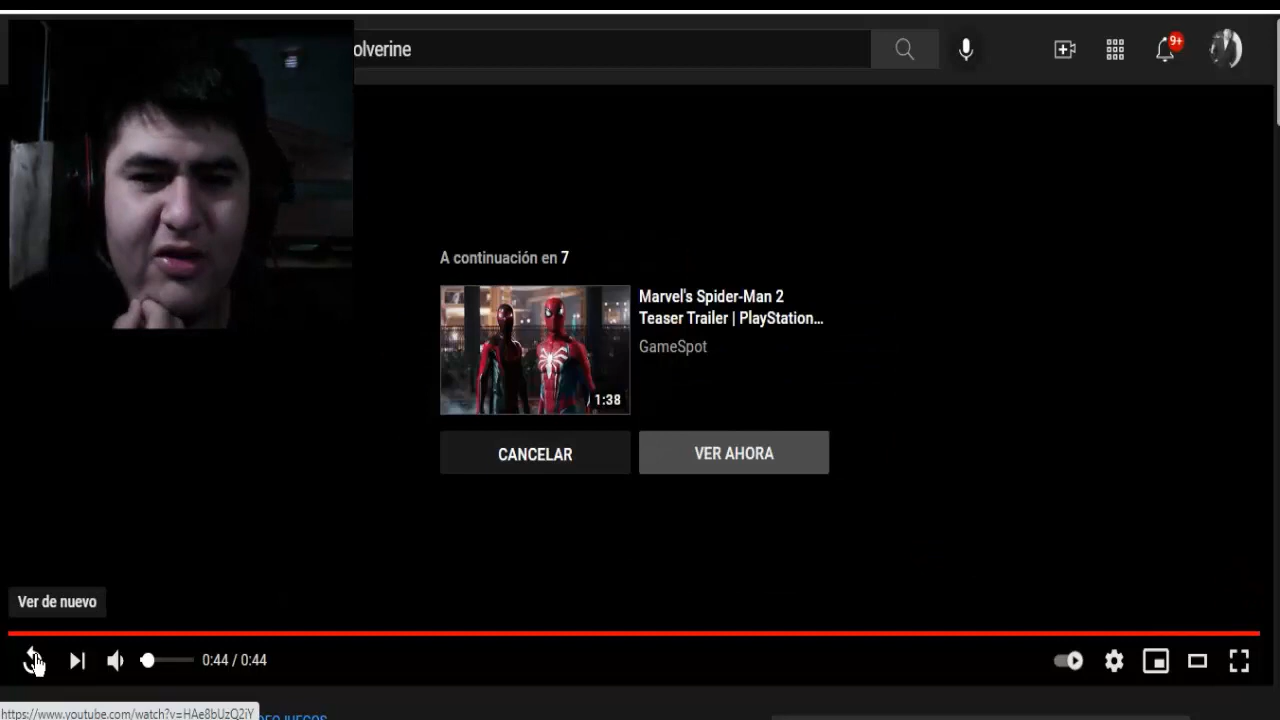 olverine
9+
A continuación en 7
Marvel's Spider-Man 2
Teaser Trailer | PlayStation...
GameSpot
1:38
CANCELAR
VER AHORA
Ver de nuevo
0:44 / 0:44
https://www.youtube.com/watch?v=HAe8bUzQ2iY